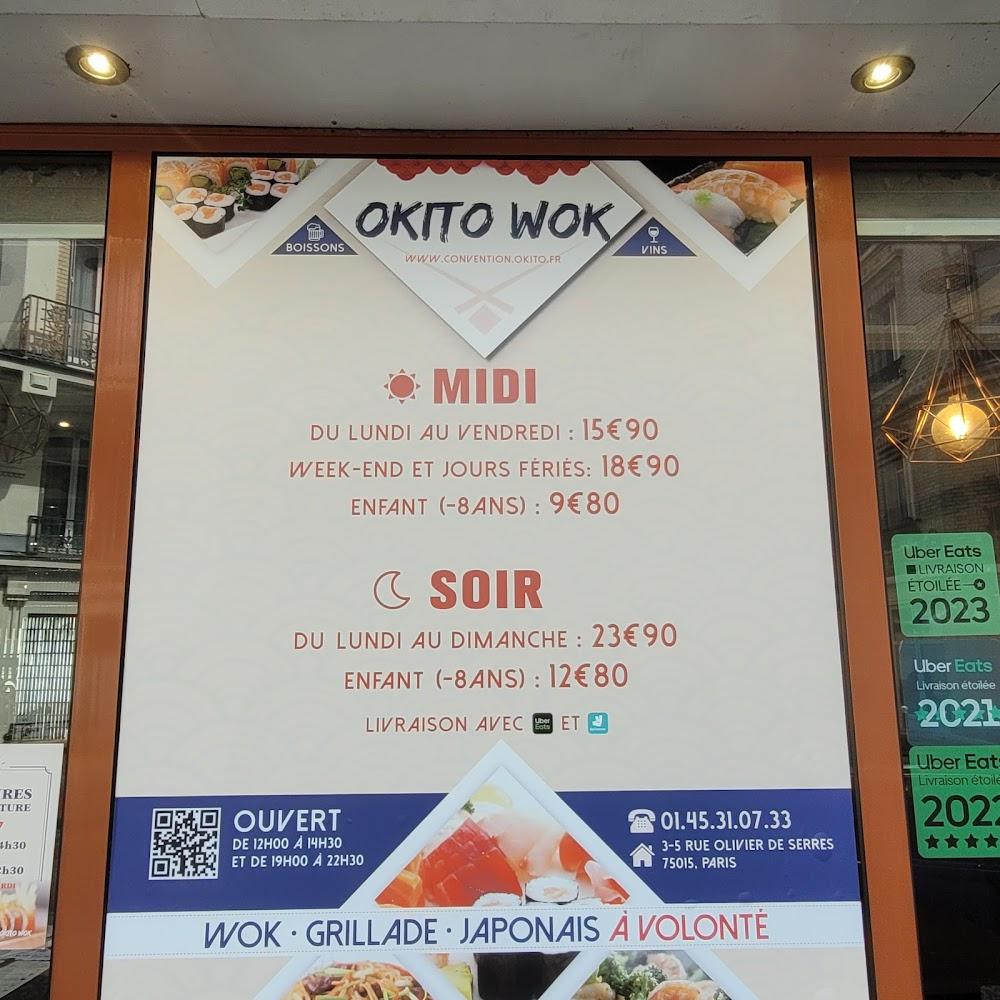 OKITO WOK
WWW.CONVENTION.OKITO.FR
BOISSONS
VINS
MIDI
DU LUNDI AU VENDREDI : 15€90
WEEK-END ET JOURS FÉRIÉS: 18€90
ENFANT (-8ANS) : 9€80
SOIR
DU LUNDI AU DIMANCHE : 23€90
ENFANT (-8ANS) : 12€80
LIVRAISON AVEC Uber Eats ET
OUVERT
DE 12H00 À 14H30
ET DE 19H00 À 22H30
01.45.31.07.33
3-5 RUE OLIVIER DE SERRES
75015, PARIS
WOK · GRILLADE · JAPONAIS À VOLONTÉ
Uber Eats
LIVRAISON
ÉTOILÉE
2023
Uber Eats
Livraison étoilée
2021
Uber Eats
Livraison étoilée
2022